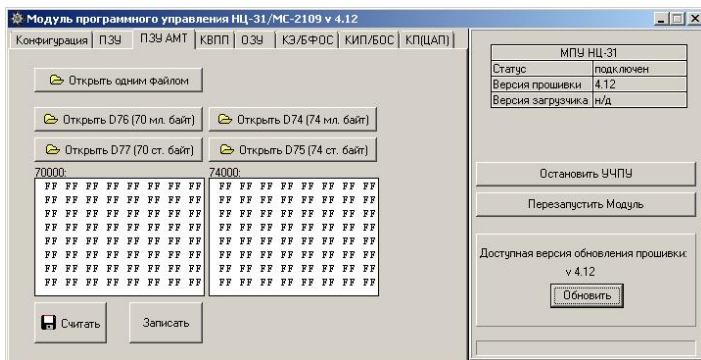 Модуль программного управления НЦ-31/МС-2109 v 4.12
Конфигурация ПЗУ ПЗУ АМТ КВПП ОЗУ КЭ/БФОС КИП/БОС КП(ЦАП)
Открыть одним файлом
Открыть D76 (70 мл. байт) Открыть D74 (74 мл. байт)
Открыть D77 (70 ст. байт) Открыть D75 (74 ст. байт)
70000: 74000:
FF FF FF FF FF FF FF FF FF FF FF FF FF FF FF FF
FF FF FF FF FF FF FF FF FF FF FF FF FF FF FF FF
FF FF FF FF FF FF FF FF FF FF FF FF FF FF FF FF
FF FF FF FF FF FF FF FF FF FF FF FF FF FF FF FF
FF FF FF FF FF FF FF FF FF FF FF FF FF FF FF FF
FF FF FF FF FF FF FF FF FF FF FF FF FF FF FF FF
FF FF FF FF FF FF FF FF FF FF FF FF FF FF FF FF
FF FF FF FF FF FF FF FF FF FF FF FF FF FF FF FF
Считать Записать
МПУ НЦ-31
Статус подключен
Версия прошивки 4.12
Версия загрузчика н/д
Остановить УЧПУ
Перезапустить Модуль
Доступная версия обновления прошивки:
v 4.12
Обновить